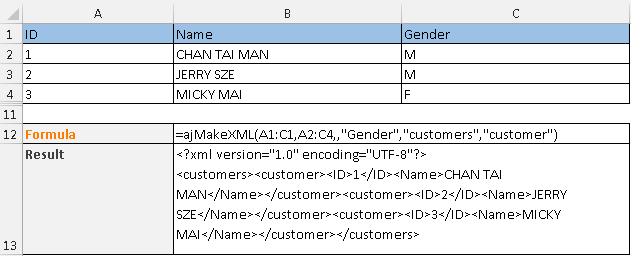 A B C
1 ID Name Gender
2 1 CHAN TAI MAN M
3 2 JERRY SZE M
4 3 MICKY MAI F
11
12 Formula =ajMakeXML(A1:C1,A2:C4,,"Gender","customers","customer")
Result <?xml version="1.0" encoding="UTF-8"?>
<customers><customer><ID>1</ID><Name>CHAN TAI
MAN</Name></customer><customer><ID>2</ID><Name>JERRY
SZE</Name></customer><customer><ID>3</ID><Name>MICKY
13 MAI</Name></customer></customers>